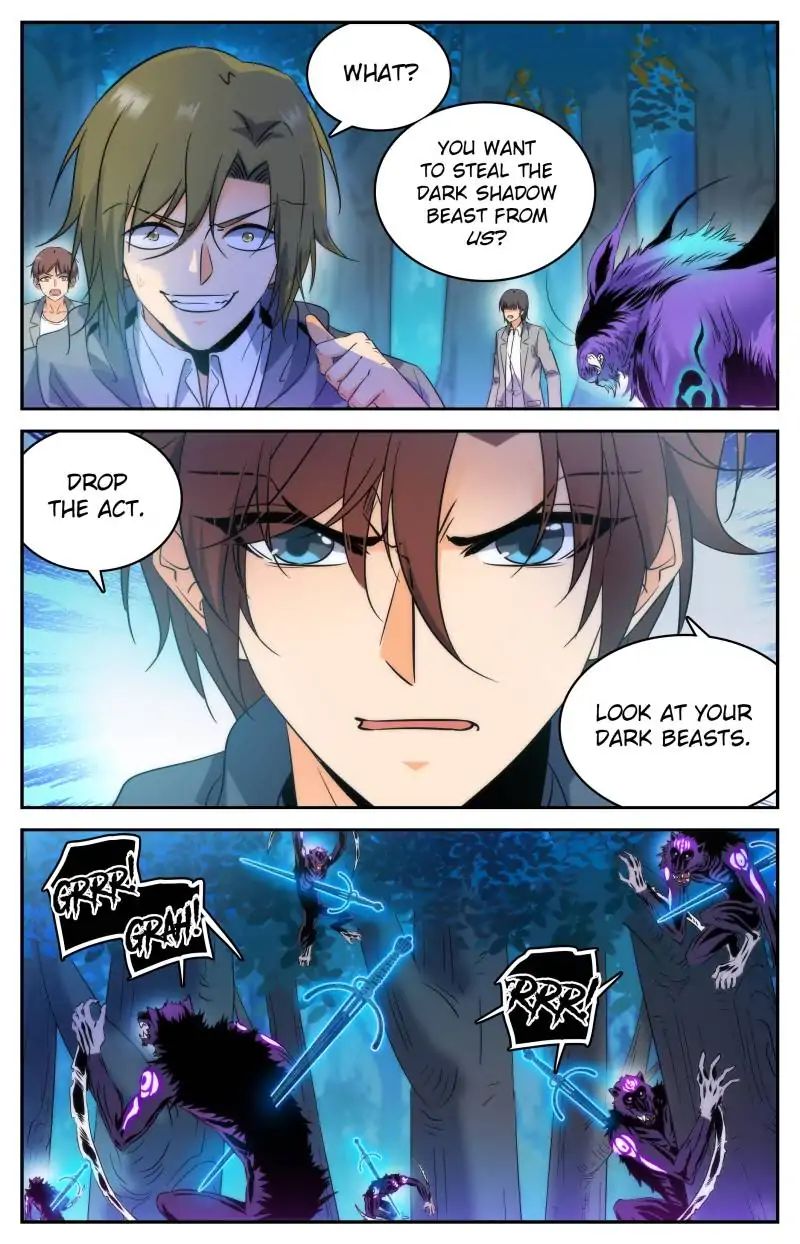 WHAT?
YOU WANT
TO STEAL THE
DARK SHADOW
BEAST FROM
US?
DROP
THE ACT.
LOOK AT YOUR
DARK BEASTS.
GRRR!
GRAH!
RRR!